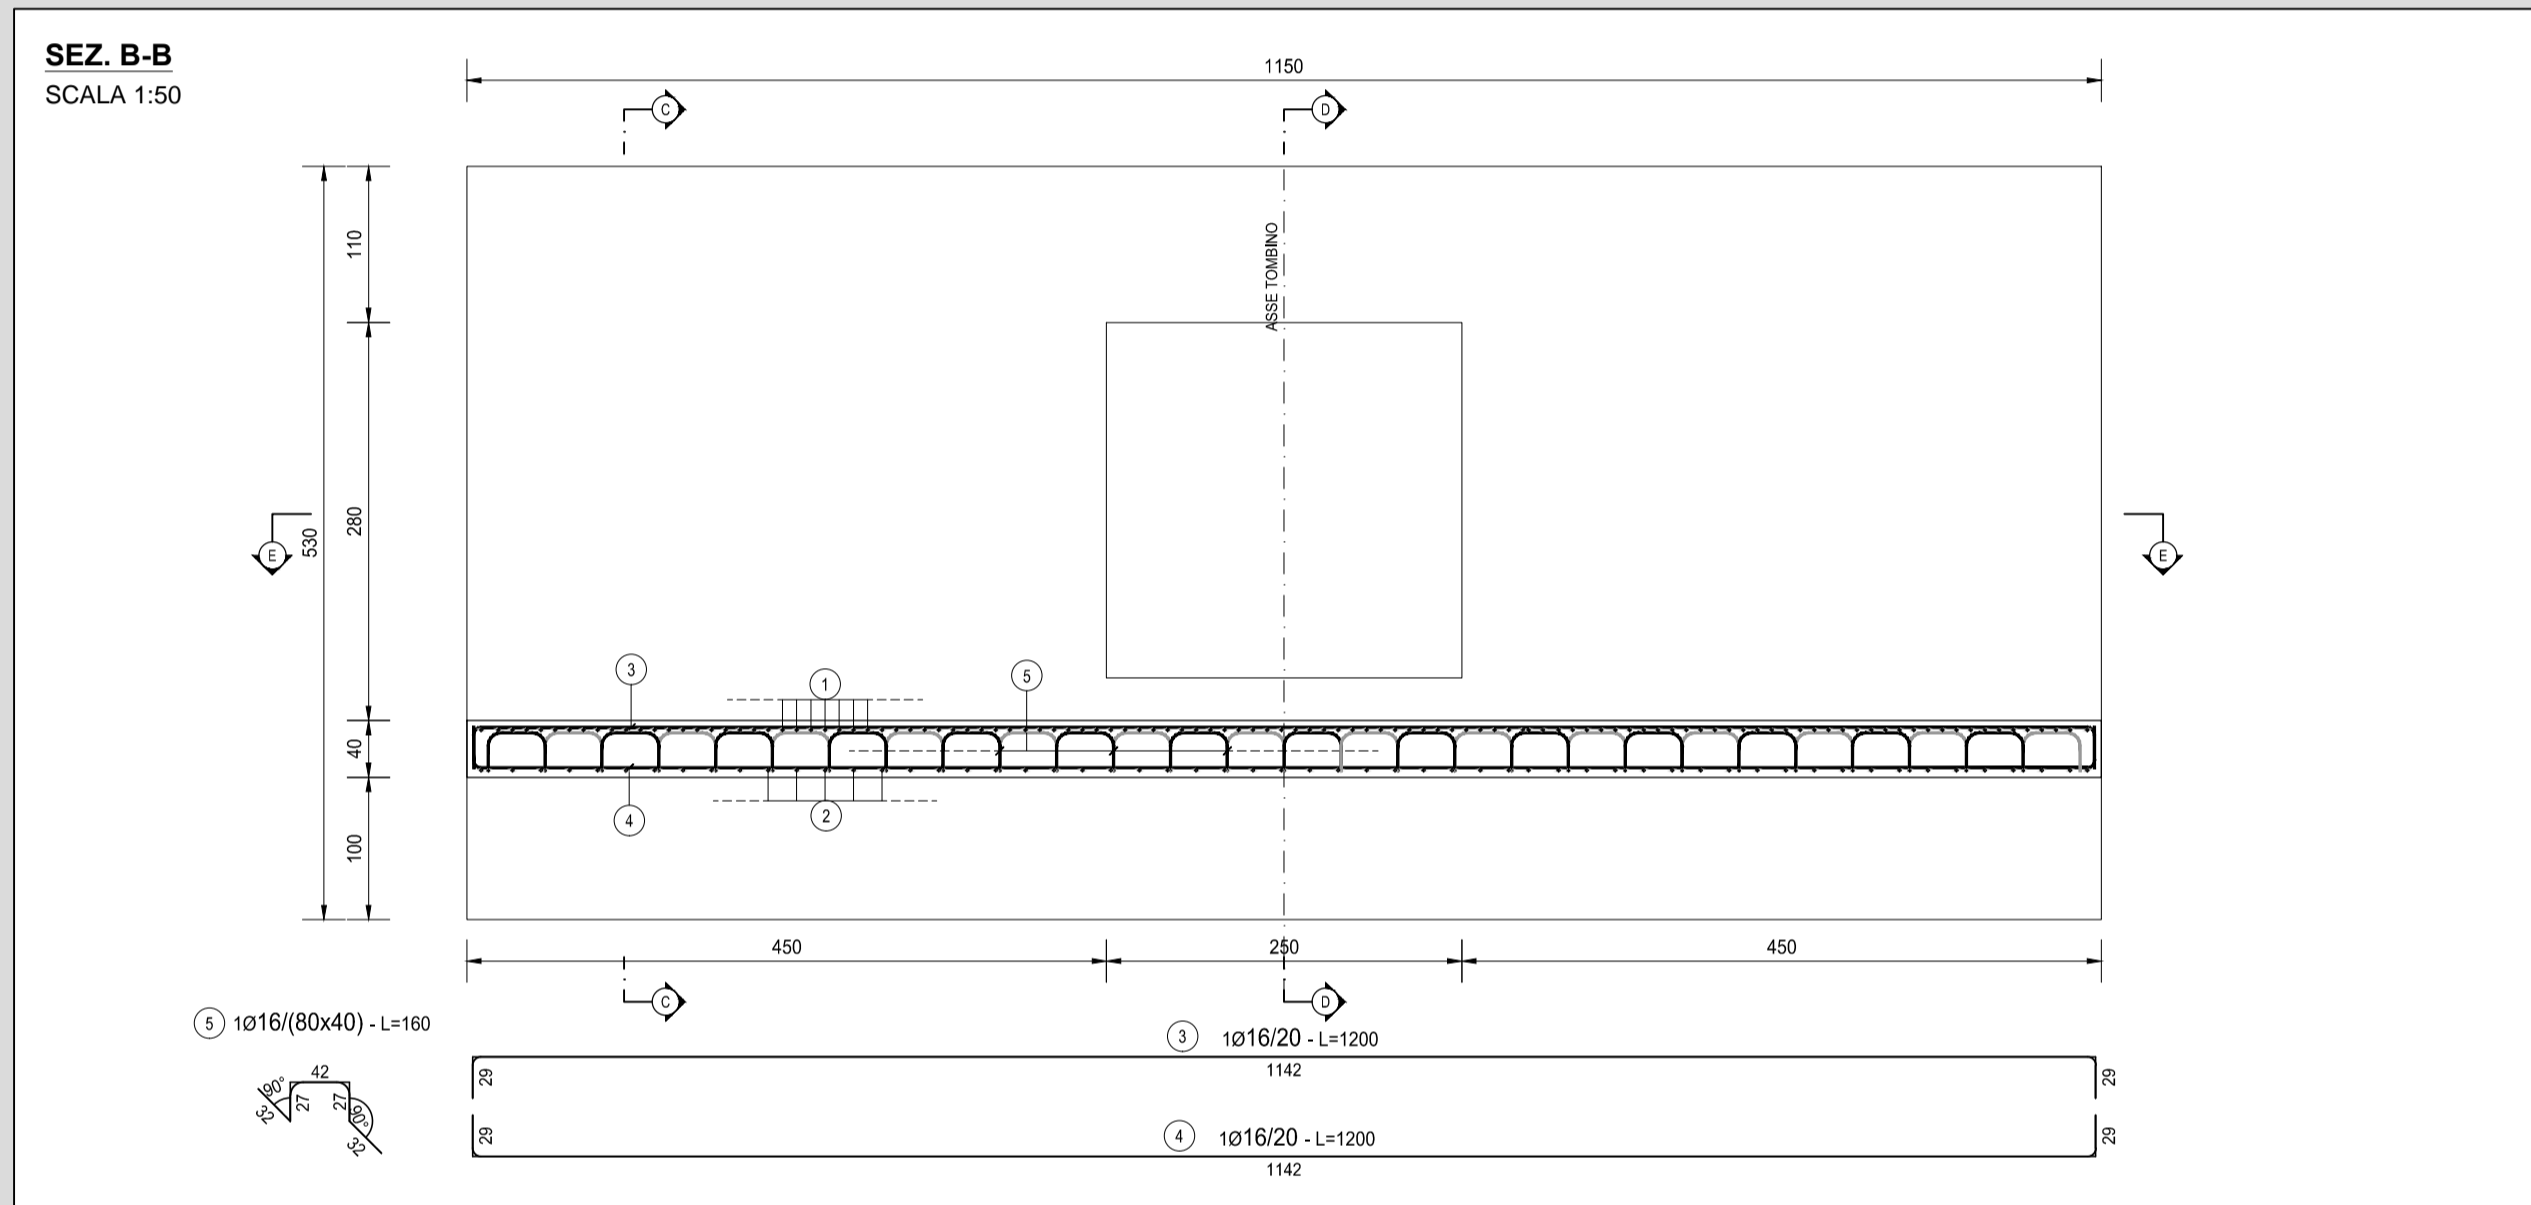 SEZ. B-B
SCALA 1:50
1150
C
D
110
ASSE TOMBINO
280
530
E
E
3
1
5
40
4
2
100
450
250
450
C
D
5 1Ø16/(80x40) - L=160
42
90°
27
27
90°
32
32
3 1Ø16/20 - L=1200
29
1142
29
4 1Ø16/20 - L=1200
29
1142
29